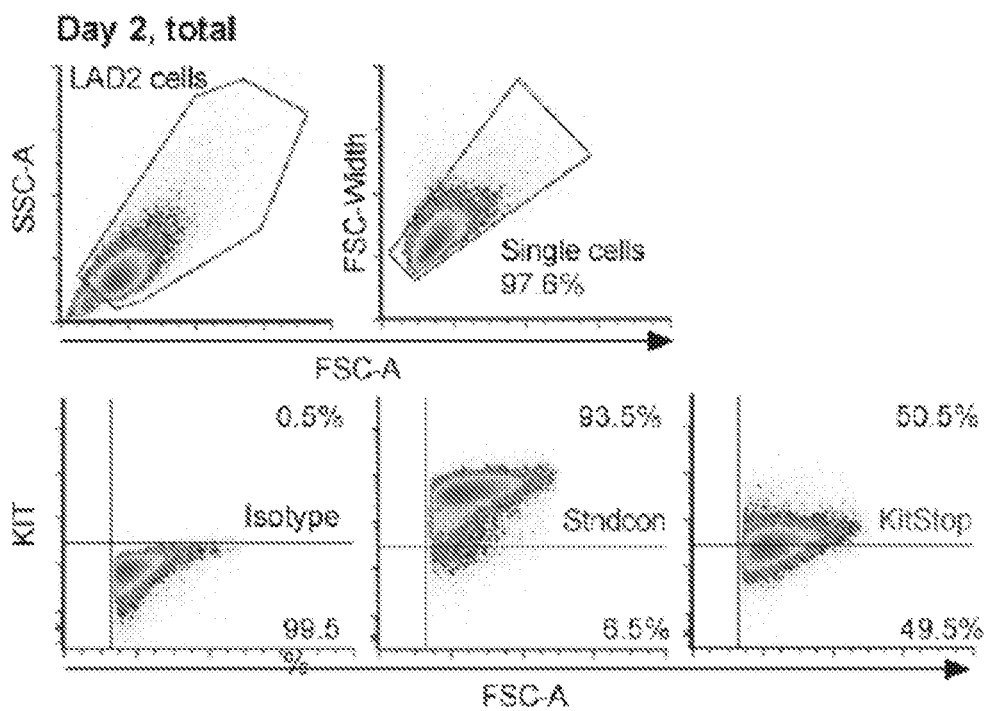 Day 2, total
LAD2 cells
SSC-A
FSC-Width
Single cells
97.6%
FSC-A
KIT
0.5%
Isotype
99.5
%
93.5%
Stndcon
6.5%
50.5%
KitStop
49.5%
FSC-A